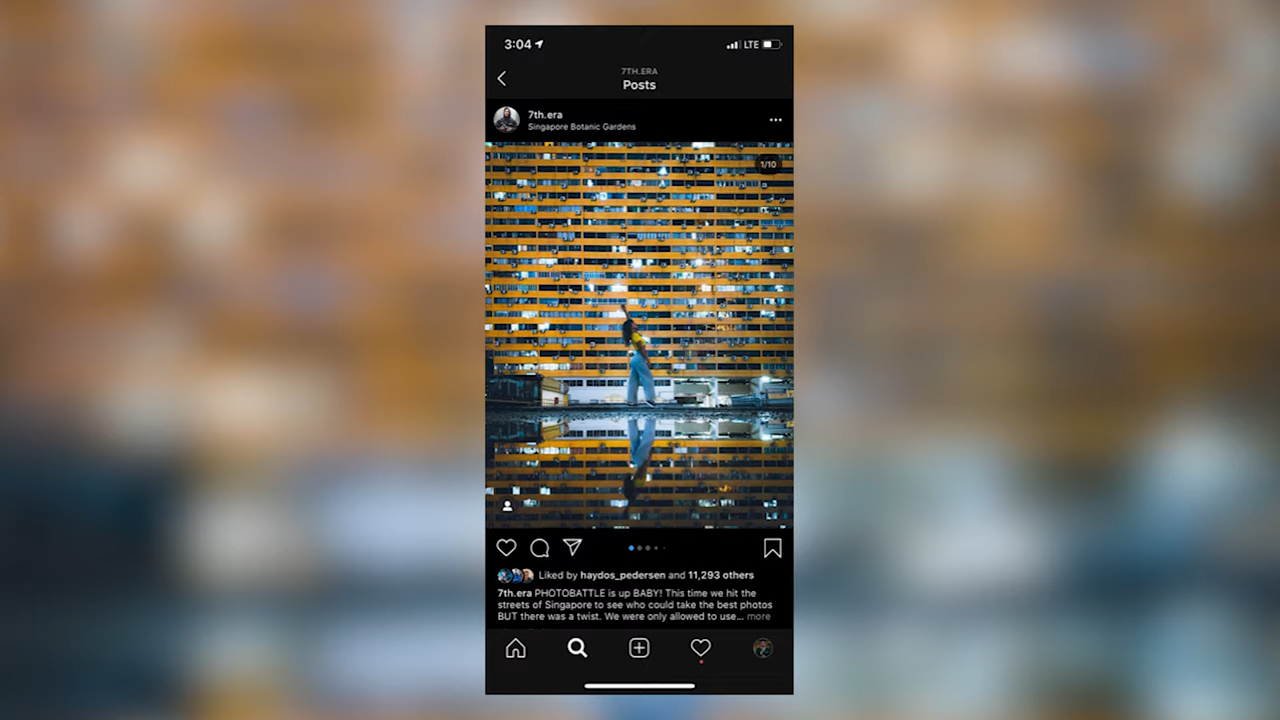 3:04
LTE
7TH.ERA
Posts
7th.era
Singapore Botanic Gardens
1/10
Liked by haydos_pedersen and 11,293 others
7th.era PHOTOBATTLE is up BABY! This time we hit the
streets of Singapore to see who could take the best photos
BUT there was a twist. We were only allowed to use... more